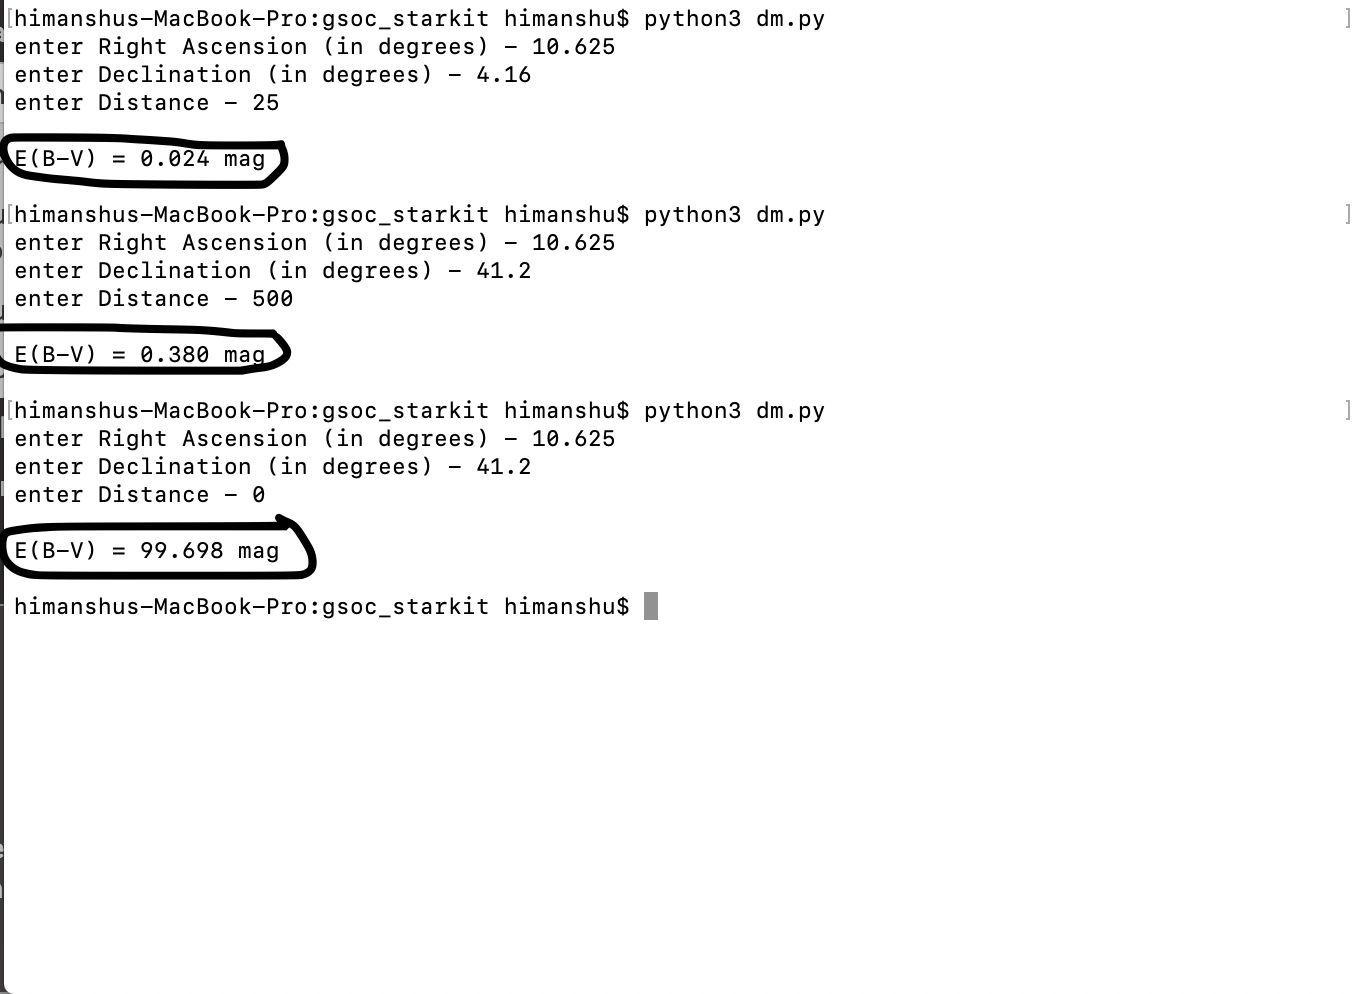 [himanshus-MacBook-Pro:gsoc_starkit himanshu$ python3 dm.py ]
enter Right Ascension (in degrees) - 10.625
enter Declination (in degrees) - 4.16
enter Distance - 25
E(B-V) = 0.024 mag
[himanshus-MacBook-Pro:gsoc_starkit himanshu$ python3 dm.py ]
enter Right Ascension (in degrees) - 10.625
enter Declination (in degrees) - 41.2
enter Distance - 500
E(B-V) = 0.380 mag
[himanshus-MacBook-Pro:gsoc_starkit himanshu$ python3 dm.py ]
enter Right Ascension (in degrees) - 10.625
enter Declination (in degrees) - 41.2
enter Distance - 0
E(B-V) = 99.698 mag
himanshus-MacBook-Pro:gsoc_starkit himanshu$